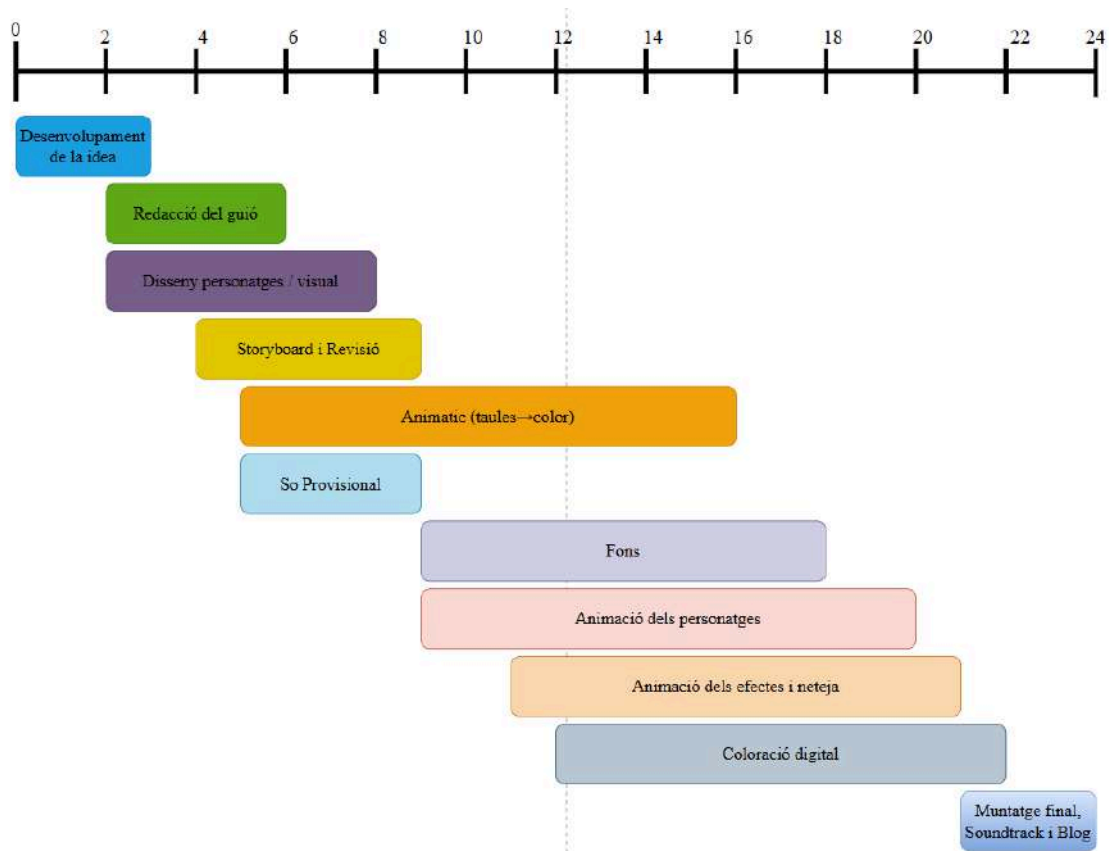 0 2 4 6 8 10 12 14 16 18 20 22 24
Desenvolupament
de la idea
Redacció del guió
Disseny personatges / visual
Storyboard i Revisió
Animatic (taules→color)
So Provisional
Fons
Animació dels personatges
Animació dels efectes i neteja
Coloració digital
Muntatge final,
Soundtrack i Blog